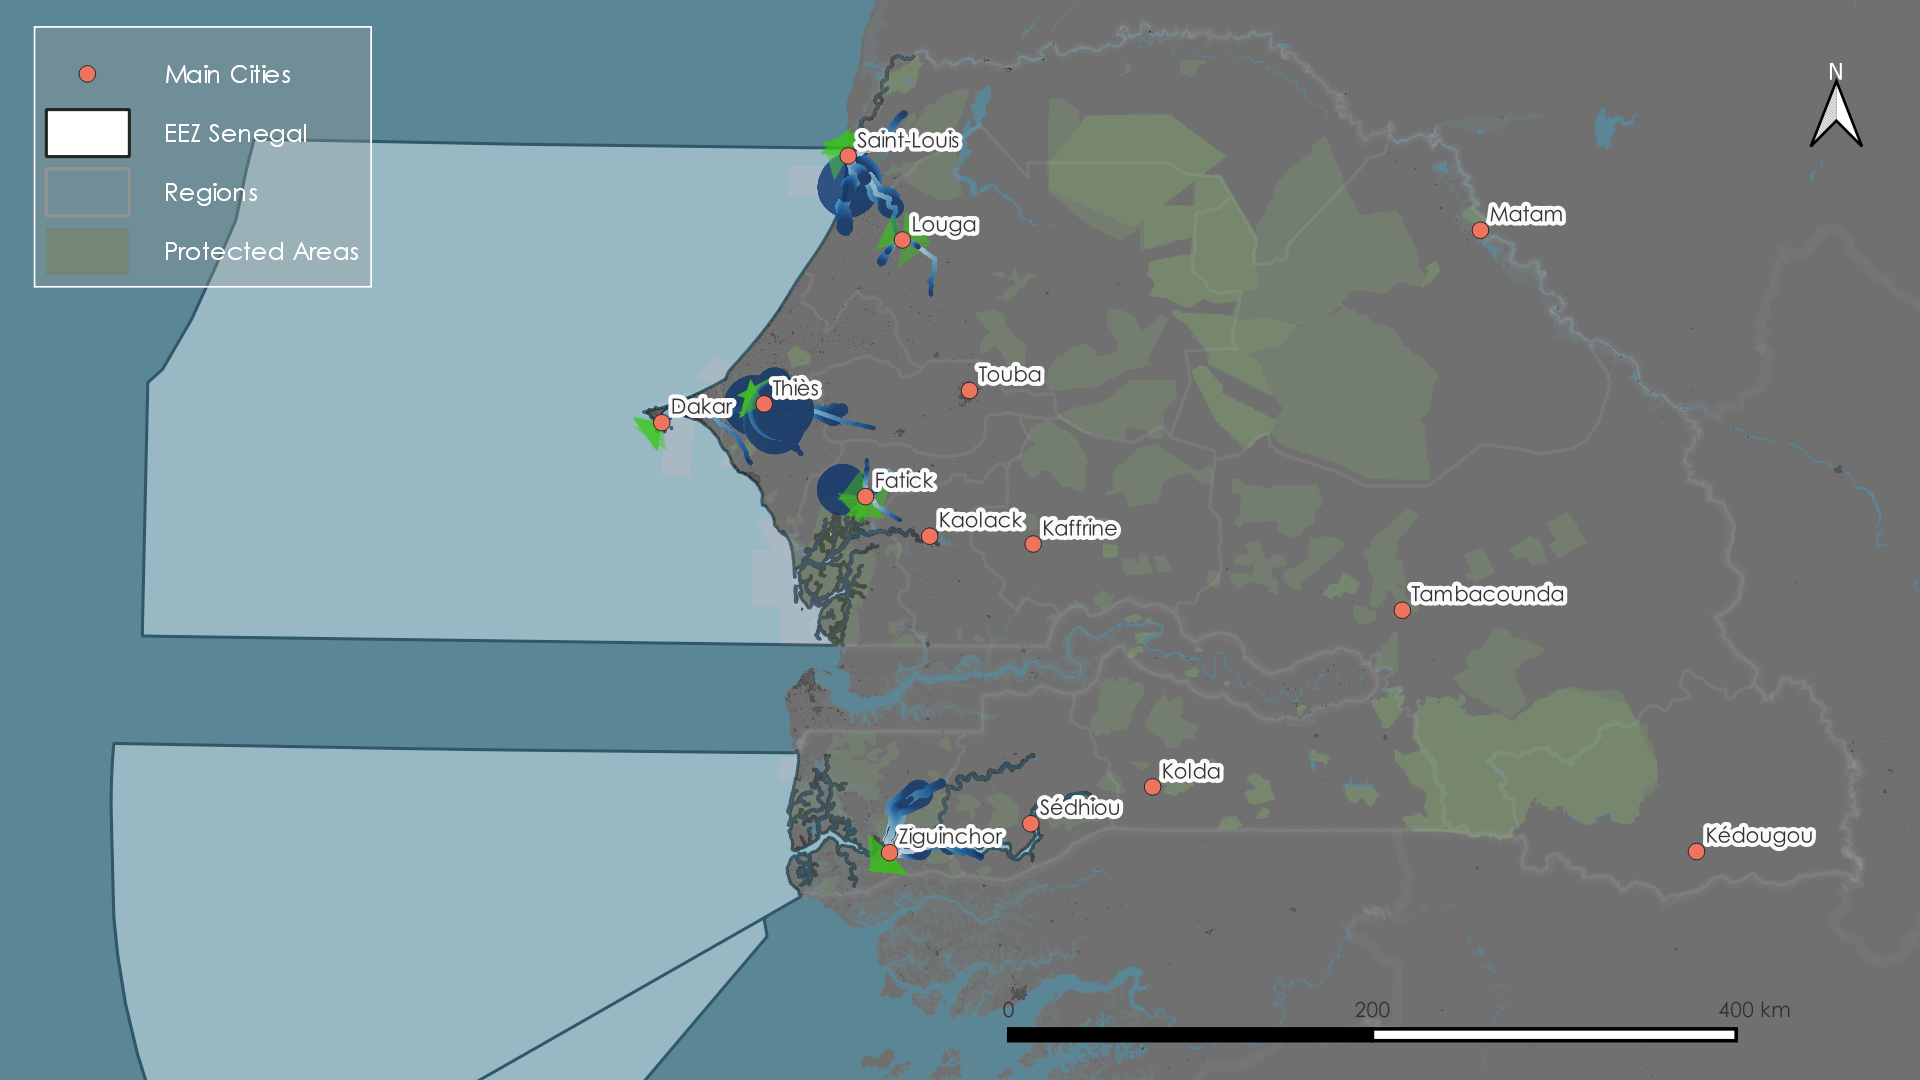 Main Cities
EEZ Senegal
Regions
Protected Areas
N
Saint-Louis
Louga
Matam
Touba
Thiès
Dakar
Fatick
Kaolack
Kaffrine
Tambacounda
Kolda
Sédhiou
Ziguinchor
Kédougou
0 200 400 km